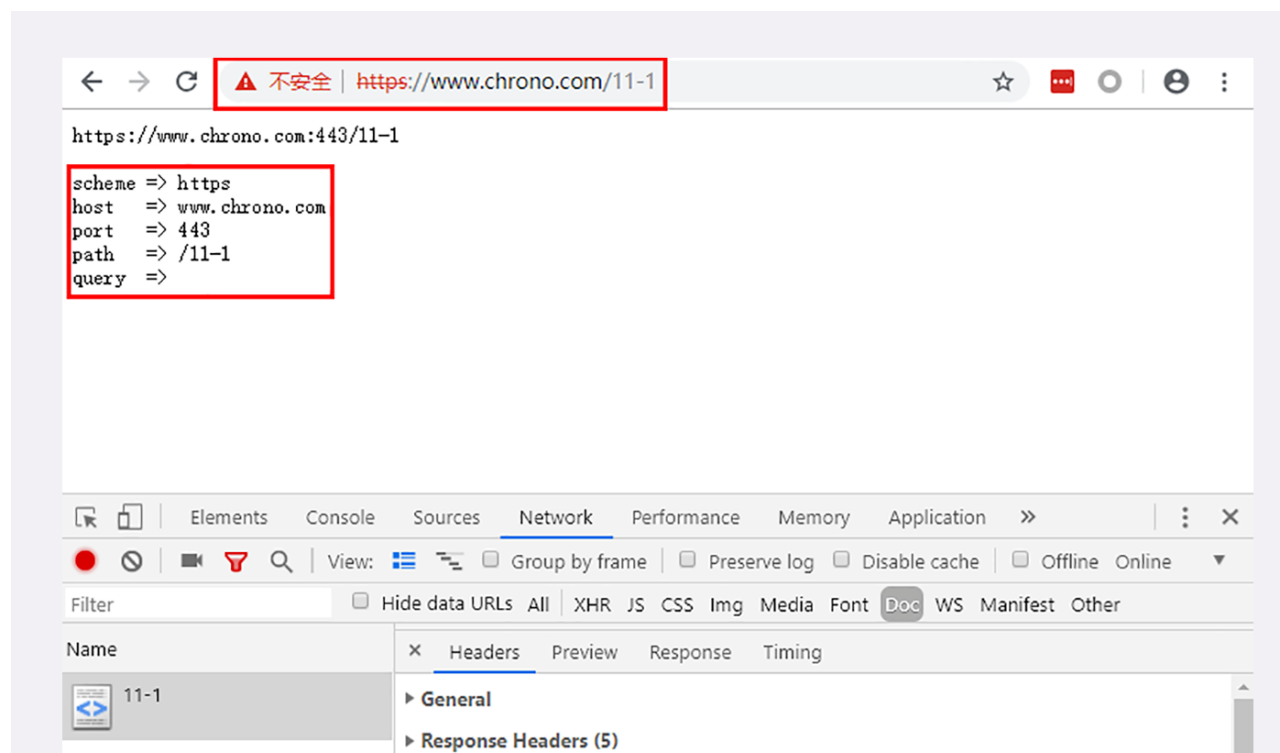 不安全 | https://www.chrono.com/11-1
https://www.chrono.com:443/11-1
scheme => https
host => www.chrono.com
port => 443
path => /11-1
query =>
Elements Console Sources Network Performance Memory Application »
View: Group by frame Preserve log Disable cache Offline Online
Filter Hide data URLs All XHR JS CSS Img Media Font Doc WS Manifest Other
Name × Headers Preview Response Timing
11-1
General
Response Headers (5)